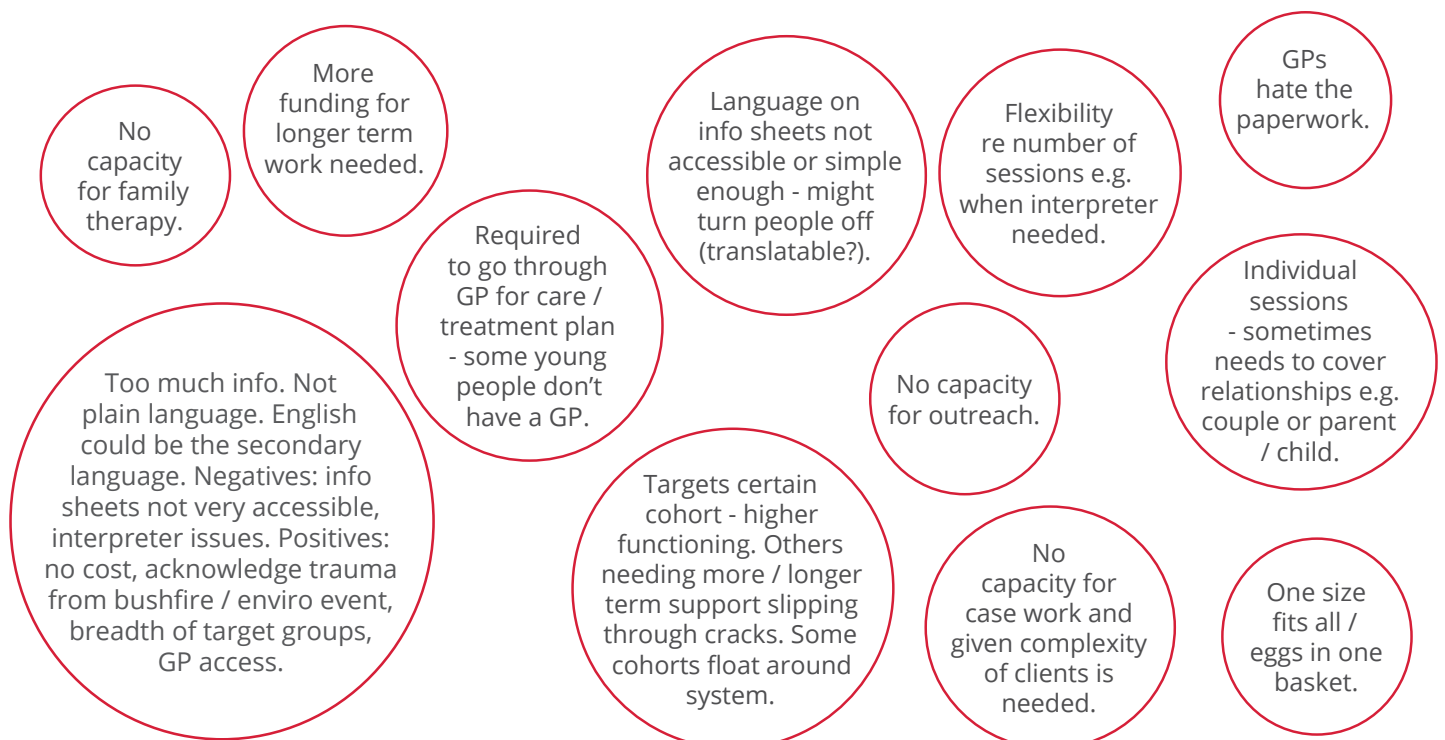 No
capacity
for family
therapy.
More
funding for
longer term
work needed.
Required
to go through
GP for care /
treatment plan
- some young
people don’t
have a GP.
Language on
info sheets not
accessible or simple
enough - might
turn people off
(translatable?).
Flexibility
re number of
sessions e.g.
when interpreter
needed.
GPs
hate the
paperwork.
Individual
sessions
- sometimes
needs to cover
relationships e.g.
couple or parent
/ child.
No capacity
for outreach.
Too much info. Not
plain language. English
could be the secondary
language. Negatives: info
sheets not very accessible,
interpreter issues. Positives:
no cost, acknowledge trauma
from bushfire / enviro event,
breadth of target groups,
GP access.
Targets certain
cohort - higher
functioning. Others
needing more / longer
term support slipping
through cracks. Some
cohorts float around
system.
No
capacity for
case work and
given complexity
of clients is
needed.
One size
fits all /
eggs in one
basket.